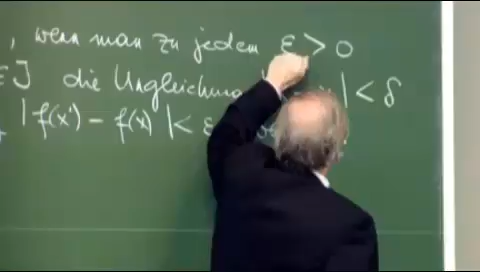 , wenn man zu jedem ε > 0
∈ J die Ungleichung | < δ
|f(x') - f(x)| < ε